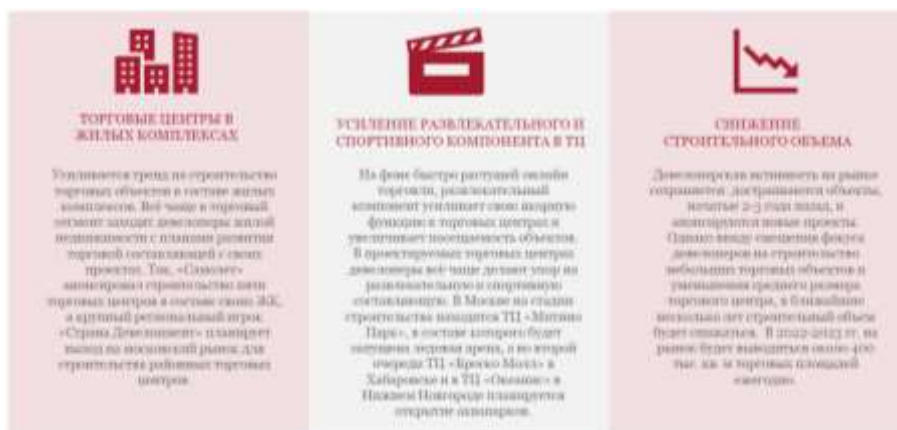 ТОРГОВЫЕ ЦЕНТРЫ В
ЖИЛЫХ КОМПЛЕКСАХ
Усиливается тренд на строительство
торговых объектов в составе жилых
комплексов. Всё чаще в торговый
сегмент заходят девелоперы жилой
недвижимости с планами развития
торговой составляющей с своих
проектах. Так, «Самолет»
анонсировал строительство пяти
торговых центров в составе своих ЖК,
а крупный региональный игрок
«Страна Девелопмент» планирует
выход на московский рынок для
строительства районных торговых
центров
УСИЛЕНИЕ РАЗВЛЕКАТЕЛЬНОГО И
СПОРТИВНОГО КОМПОНЕНТА В ТЦ
На фоне быстро растущей онлайн
торговли, развлекательный
компонент усиливает свою якорную
функцию в торговых центрах и
увеличивает посещаемость объектов.
В проектируемых торговых центрах
девелоперы всё чаще делают упор на
развлекательную и спортивную
составляющую. В Москве на стадии
строительства находится ТЦ «Митино
Парк», в составе которого будет
запущена ледовая арена, а во второй
очереди ТЦ «Броско Молл» в
Хабаровске и в ТЦ «Океанис» в
Нижнем Новгороде планируется
открытие аквапарков.
СНИЖЕНИЕ
СТРОИТЕЛЬНОГО ОБЪЕМА
Девелоперская активность на рынке
сохраняется достраиваются объекты,
начатые 2-3 года назад, и
анонсируются новые проекты.
Однако ввиду смещения фокуса
девелоперов на строительство
небольших торговых объектов и
уменьшения среднего размера
торгового центра, в ближайшие
несколько лет строительный объем
будет снижаться. В 2022-2023 гг. на
рынок будет выводиться около 400
тыс. кв. м торговых площадей
ежегодно.